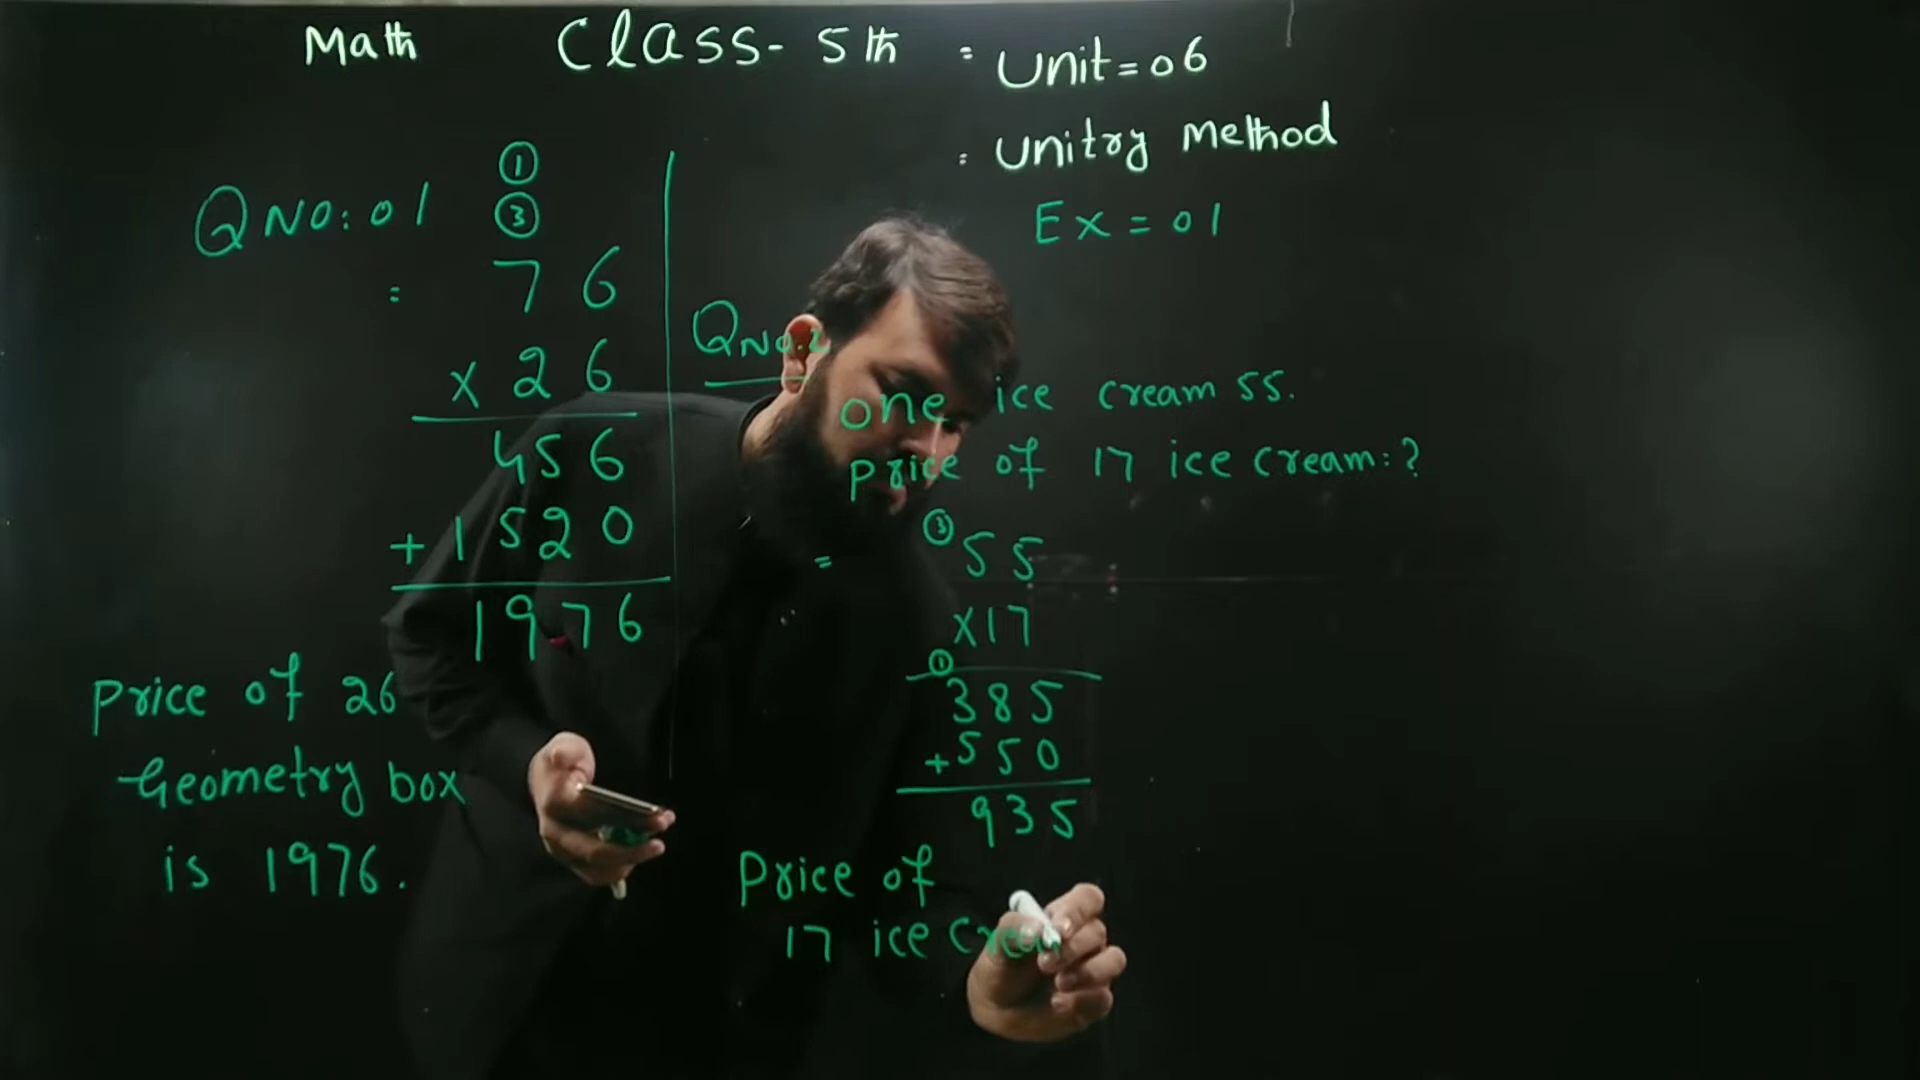 Math Class-5th = Unit=06
= Unitry Method
Ex=01
QNO:01
①
③
= 76
x 26
456
+1520
1976
Price of 26
Geometry box
is 1976.
QNO.2
one ice cream 55.
Price of 17 ice cream:?
③
= 55
x17
①
385
+550
935
Price of
17 ice crea